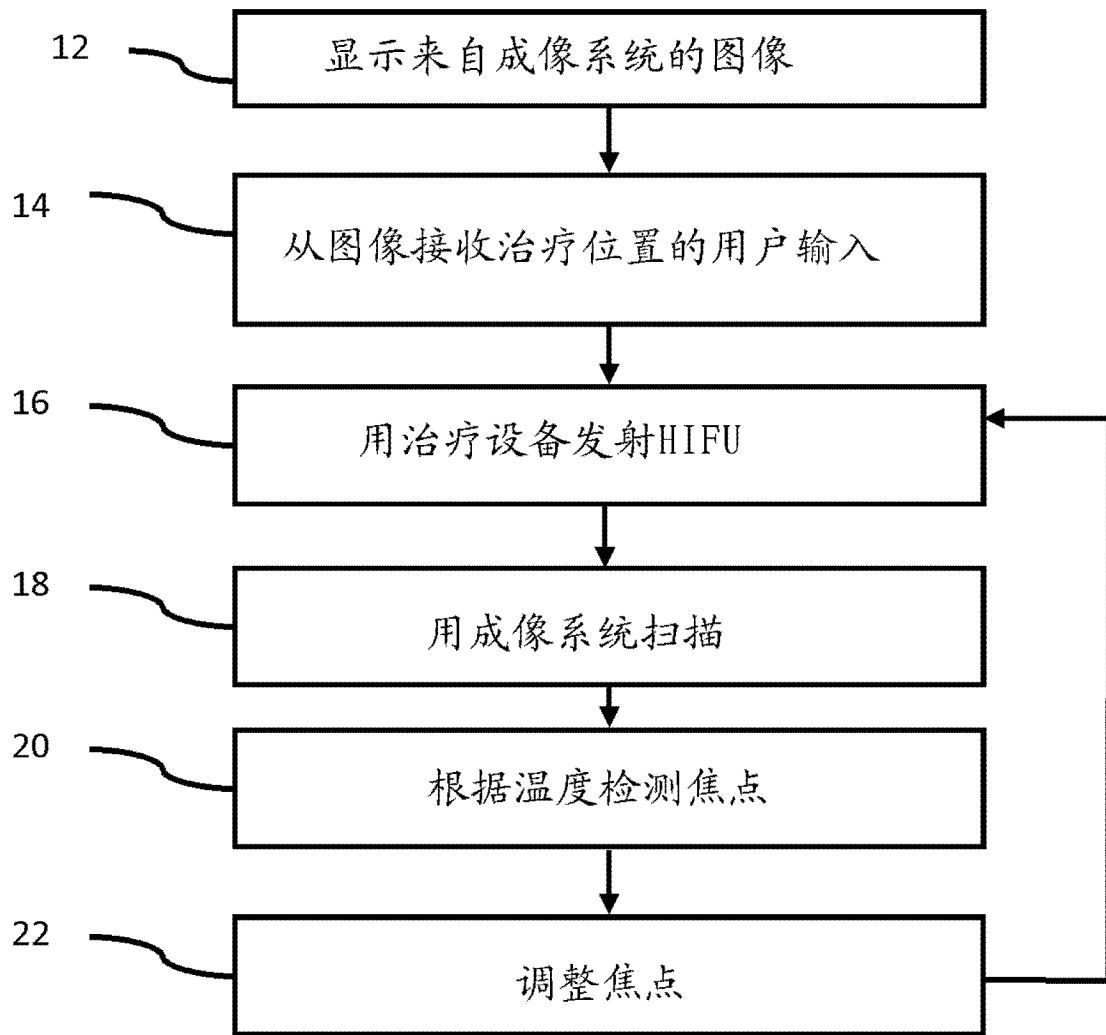 12
显示来自成像系统的图像
14
从图像接收治疗位置的用户输入
16
用治疗设备发射HIFU
18
用成像系统扫描
20
根据温度检测焦点
22
调整焦点